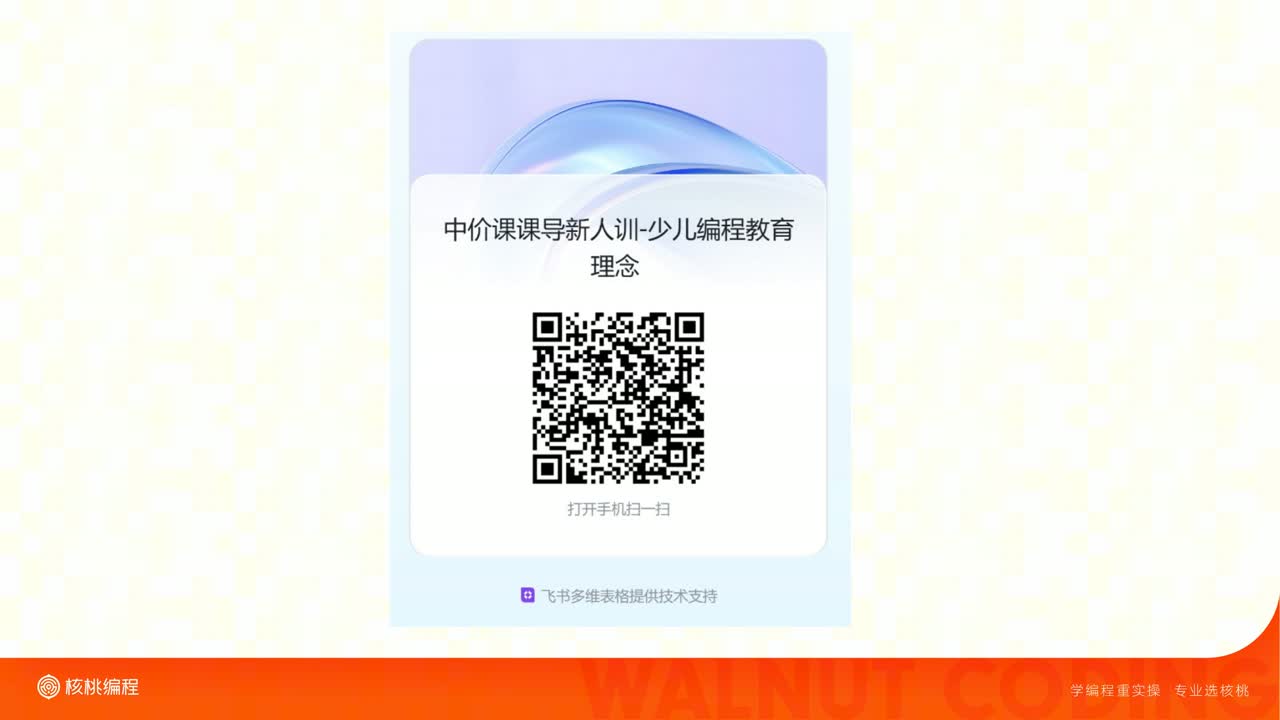 中价课课导新人训-少儿编程教育
理念
打开手机扫一扫
飞书多维表格提供技术支持
核桃编程
WALNUT CODING
学编程重实操 专业选核桃